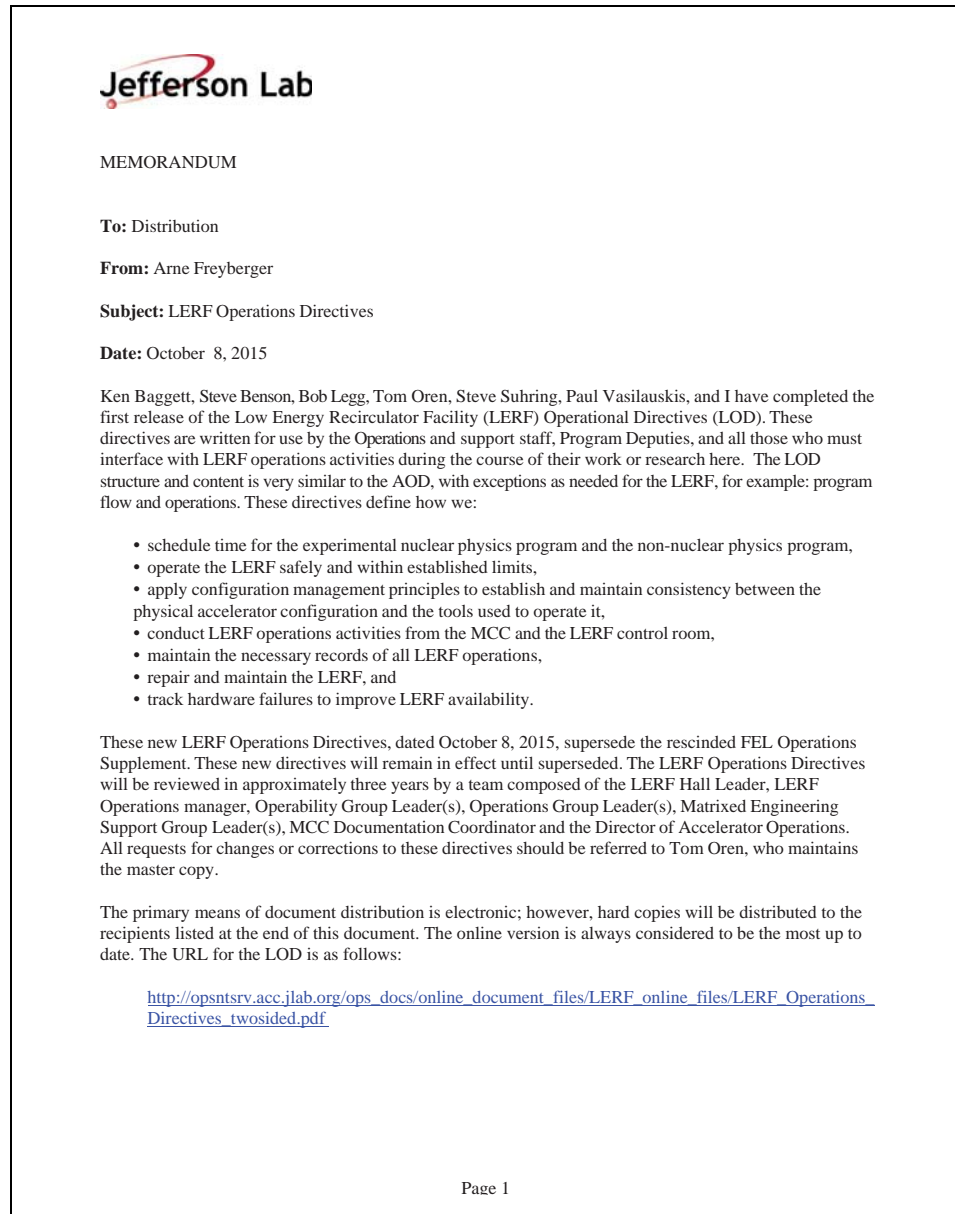 Jefferson Lab
MEMORANDUM
To: Distribution
From: Arne Freyberger
Subject: LERF Operations Directives
Date: October 8, 2015
Ken Baggett, Steve Benson, Bob Legg, Tom Oren, Steve Suhring, Paul Vasilauskis, and I have completed the
first release of the Low Energy Recirculator Facility (LERF) Operational Directives (LOD). These
directives are written for use by the Operations and support staff, Program Deputies, and all those who must
interface with LERF operations activities during the course of their work or research here. The LOD
structure and content is very similar to the AOD, with exceptions as needed for the LERF, for example: program
flow and operations. These directives define how we:
• schedule time for the experimental nuclear physics program and the non-nuclear physics program,
• operate the LERF safely and within established limits,
• apply configuration management principles to establish and maintain consistency between the
physical accelerator configuration and the tools used to operate it,
• conduct LERF operations activities from the MCC and the LERF control room,
• maintain the necessary records of all LERF operations,
• repair and maintain the LERF, and
• track hardware failures to improve LERF availability.
These new LERF Operations Directives, dated October 8, 2015, supersede the rescinded FEL Operations
Supplement. These new directives will remain in effect until superseded. The LERF Operations Directives
will be reviewed in approximately three years by a team composed of the LERF Hall Leader, LERF
Operations manager, Operability Group Leader(s), Operations Group Leader(s), Matrixed Engineering
Support Group Leader(s), MCC Documentation Coordinator and the Director of Accelerator Operations.
All requests for changes or corrections to these directives should be referred to Tom Oren, who maintains
the master copy.
The primary means of document distribution is electronic; however, hard copies will be distributed to the
recipients listed at the end of this document. The online version is always considered to be the most up to
date. The URL for the LOD is as follows:
http://opsntsrv.acc.jlab.org/ops_docs/online_document_files/LERF_online_files/LERF_Operations_
Directives_twosided.pdf
Page 1